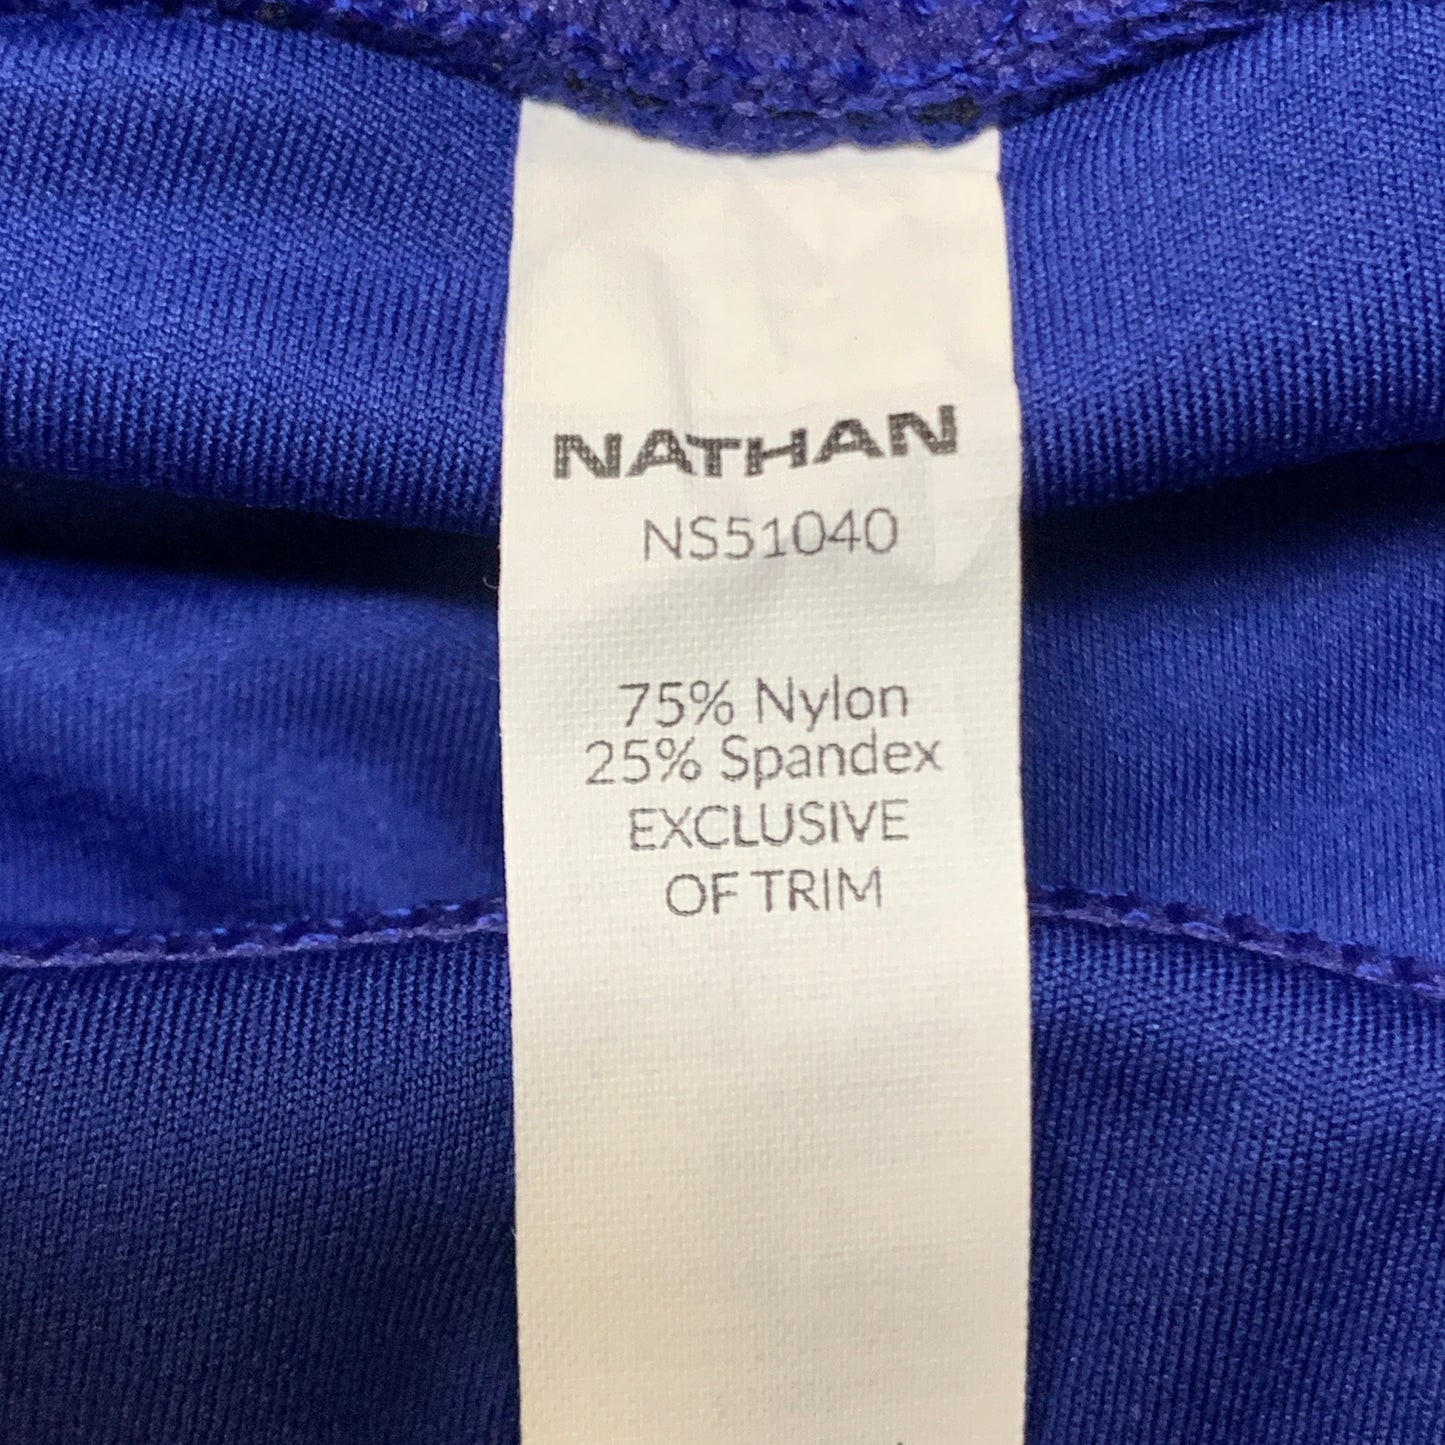 NATHAN
NS51040
75% Nylon
25% Spandex
EXCLUSIVE
OF TRIM